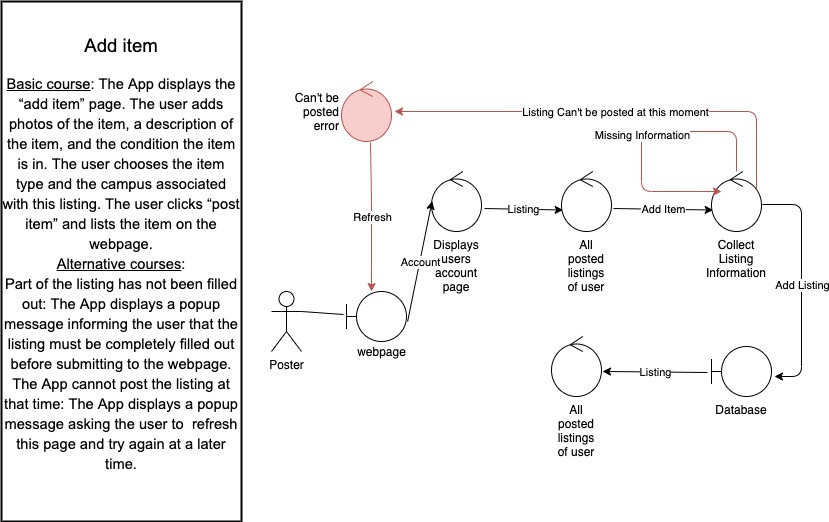 Add item
Basic course: The App displays the
“add item” page. The user adds
photos of the item, a description of
the item, and the condition the item
is in. The user chooses the item
type and the campus associated
with this listing. The user clicks “post
item” and lists the item on the
webpage.
Alternative courses:
Part of the listing has not been filled
out: The App displays a popup
message informing the user that the
listing must be completely filled out
before submitting to the webpage.
The App cannot post the listing at
that time: The App displays a popup
message asking the user to refresh
this page and try again at a later
time.
Can't be
posted
error
Listing Can't be posted at this moment
Missing Information
Refresh
Listing
Add Item
Displays
users
account
page
Account
All
posted
listings
of user
Collect
Listing
Information
Add Listing
Poster
webpage
Listing
Database
All
posted
listings
of user